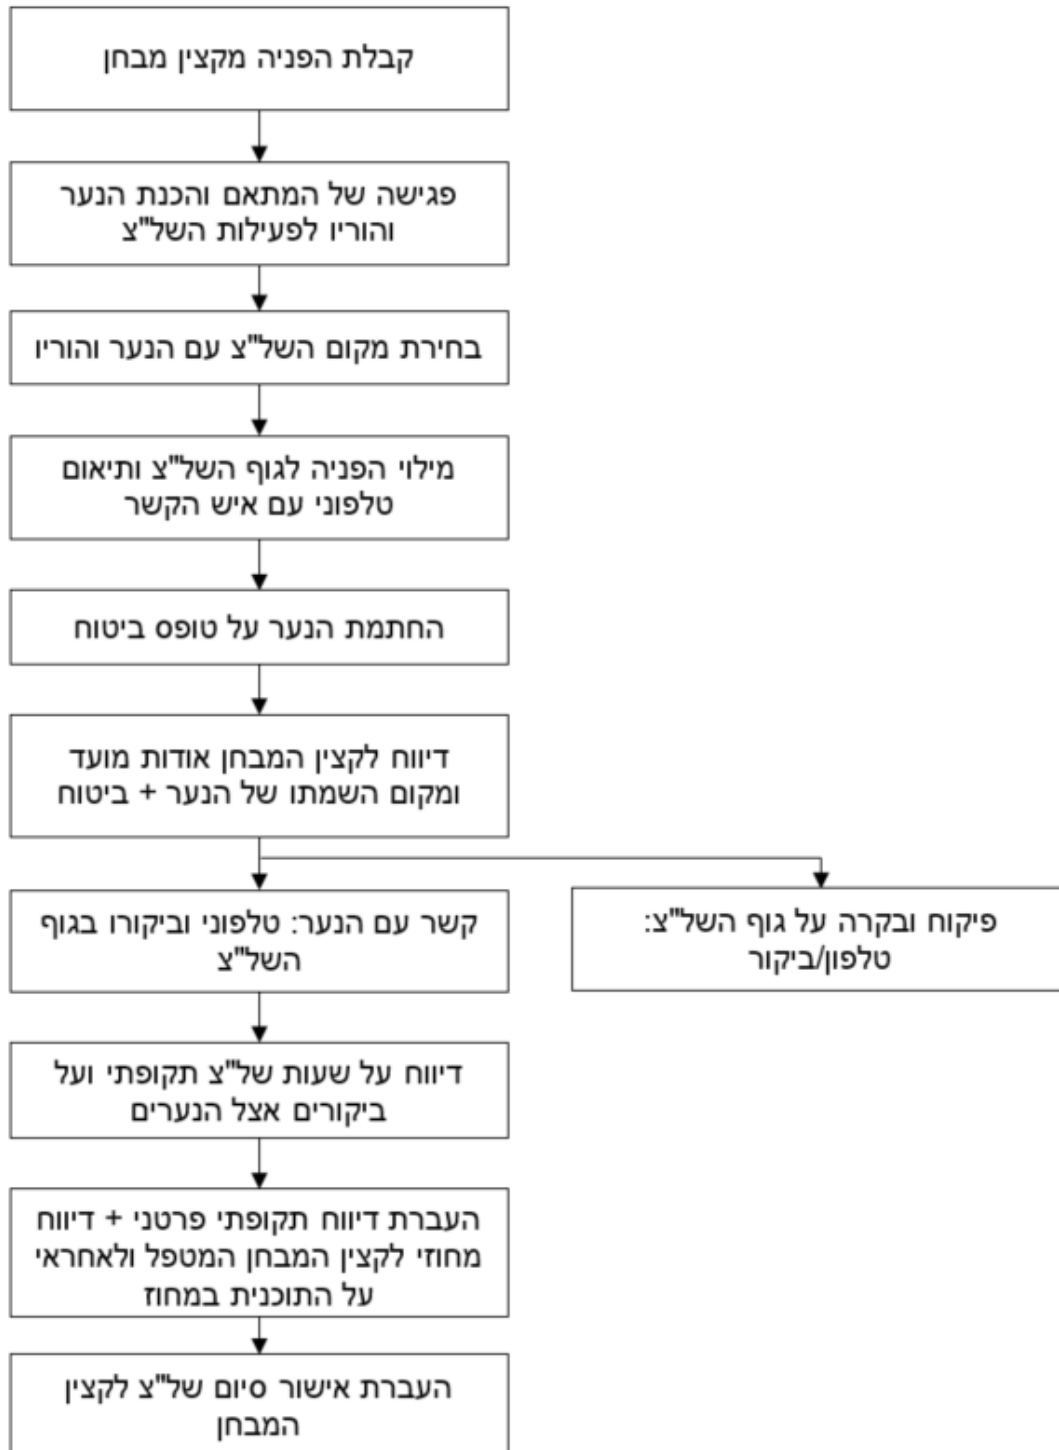 קבלת הפניה מקצין מבחן
פגישה של המתאם והכנת הנער
והוריו לפעילות השל"צ
בחירת מקום השל"צ עם הנער והוריו
מילוי הפניה לגוף השל"צ ותיאום
טלפוני עם איש הקשר
החתמת הנער על טופס ביטוח
דיווח לקצין המבחן אודות מועד
ומקום השמתו של הנער + ביטוח
קשר עם הנער: טלפוני וביקורו בגוף
השל"צ
פיקוח ובקרה על גוף השל"צ:
טלפון/ביקור
דיווח על שעות של"צ תקופתי ועל
ביקורים אצל הנערים
העברת דיווח תקופתי פרטני + דיווח
מחוזי לקצין המבחן המטפל ולאחראי
על התוכנית במחוז
העברת אישור סיום של"צ לקצין
המבחן